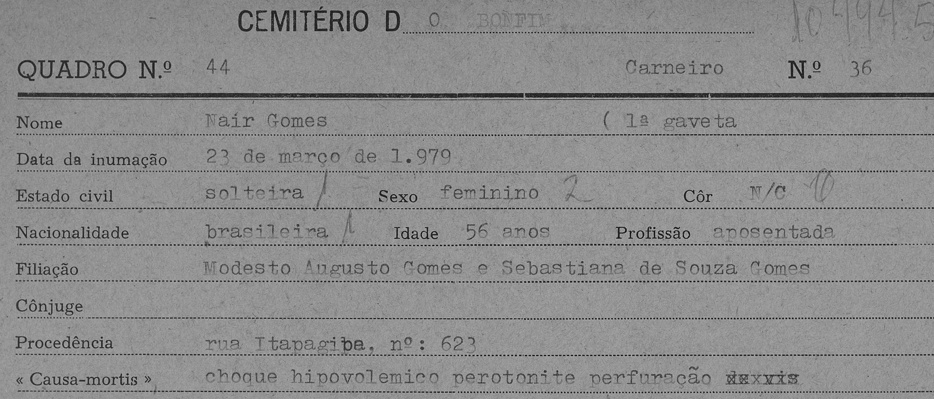 CEMITÉRIO D O BONFIM
QUADRO N.º 44 Carneiro N.º 36
Nome Nair Gomes ( 1ª gaveta
Data da inumação 23 de março de 1.979
Estado civil solteira 1 Sexo feminino 2 Côr N/C 10
Nacionalidade brasileira 1 Idade 56 anos Profissão aposentada
Filiação Modesto Augusto Gomes e Sebastiana de Souza Gomes
Cônjuge
Procedência rua Itapagiba, nº: 623
« Causa-mortis » choque hipovolemico perotonite perfuração